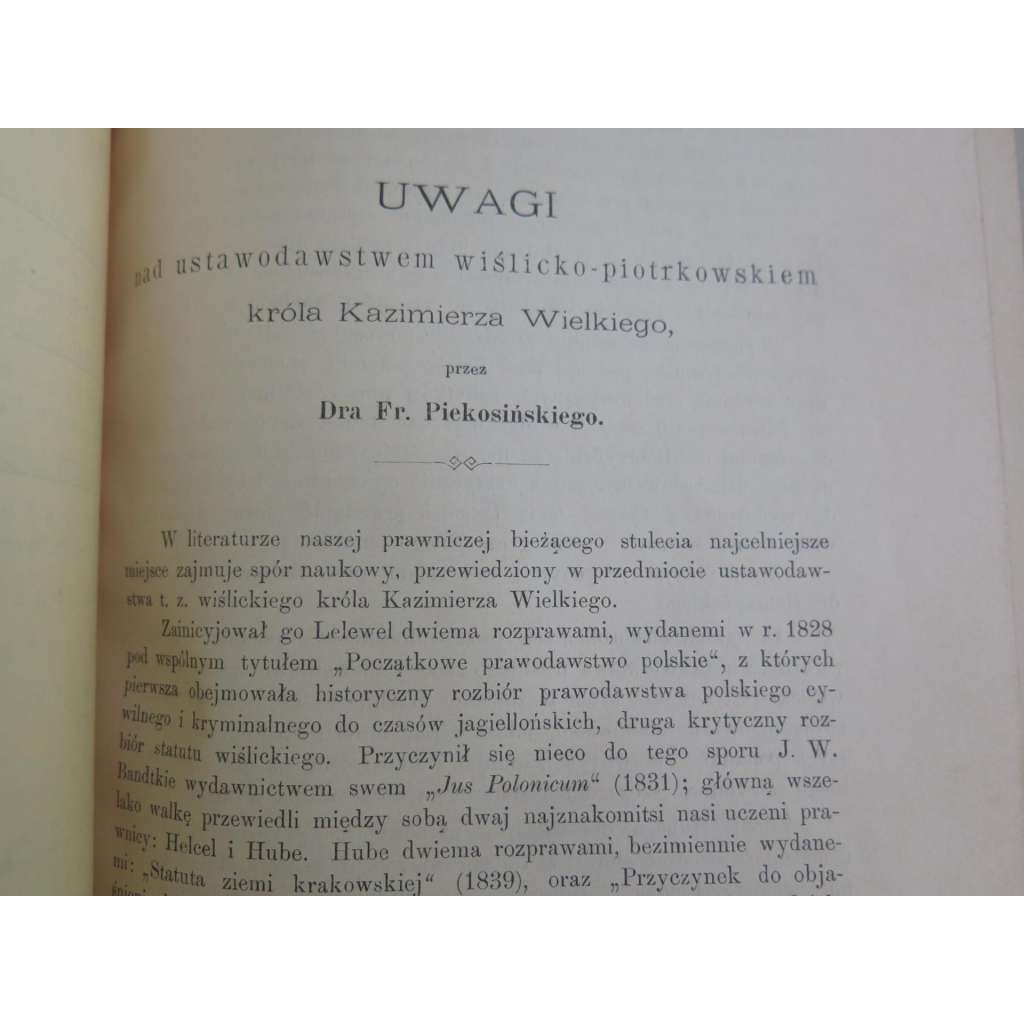 UWAGI
nad ustawodawstwem wiślicko-piotrkowskiem
króla Kazimierza Wielkiego,
przez
Dra Fr. Piekosińskiego.
W literaturze naszej prawniczej bieżącego stulecia najcelniejsze
miejsce zajmuje spór naukowy, przewiedziony w przedmiocie ustawodaw-
stwa t. z. wiślickiego króla Kazimierza Wielkiego.
Zainicyjował go Lelewel dwiema rozprawami, wydanemi w r. 1828
pod wspólnym tytułem „Początkowe prawodawstwo polskie“, z których
pierwsza obejmowała historyczny rozbiór prawodawstwa polskiego cy-
wilnego i kryminalnego do czasów jagiellońskich, druga krytyczny roz-
biór statutu wiślickiego. Przyczynił się nieco do tego sporu J. W.
Bandtkie wydawnictwem swem „Jus Polonicum“ (1831); główną wsze-
lako walkę przewiedli między sobą dwaj najznakomitsi nasi uczeni pra-
wnicy: Helcel i Hube. Hube dwiema rozprawami, bezimiennie wydane-
mi: „Statuta ziemi krakowskiej“ (1839), oraz „Przyczynek do obja-